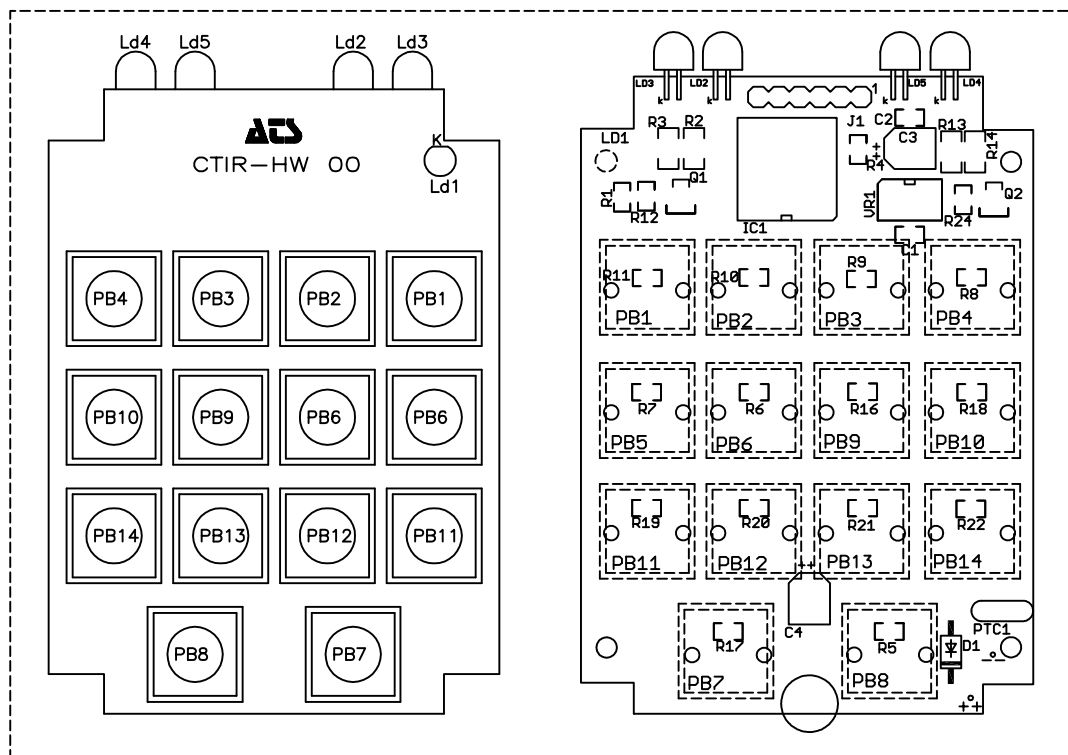 Ld4
Ld5
Ld2
Ld3
ATS
CTIR-HW 00
K
Ld1
PB4
PB3
PB2
PB1
PB10
PB9
PB6
PB6
PB14
PB13
PB12
PB11
PB8
PB7
LD3
LD2
LD5
LD4
k
k
k
k
1
LD1
R3
R2
J1
C2
C3
R13
R14
R4
++
R1
R12
Q1
IC1
VR1
R24
Q2
C1
R11
R10
R9
R8
PB1
PB2
PB3
PB4
R7
R6
R16
R18
PB5
PB6
PB9
PB10
R19
R20
R21
R22
PB11
PB12
PB13
PB14
++
C4
PTC1
R17
R5
D1
PB7
PB8
-°-
+°+